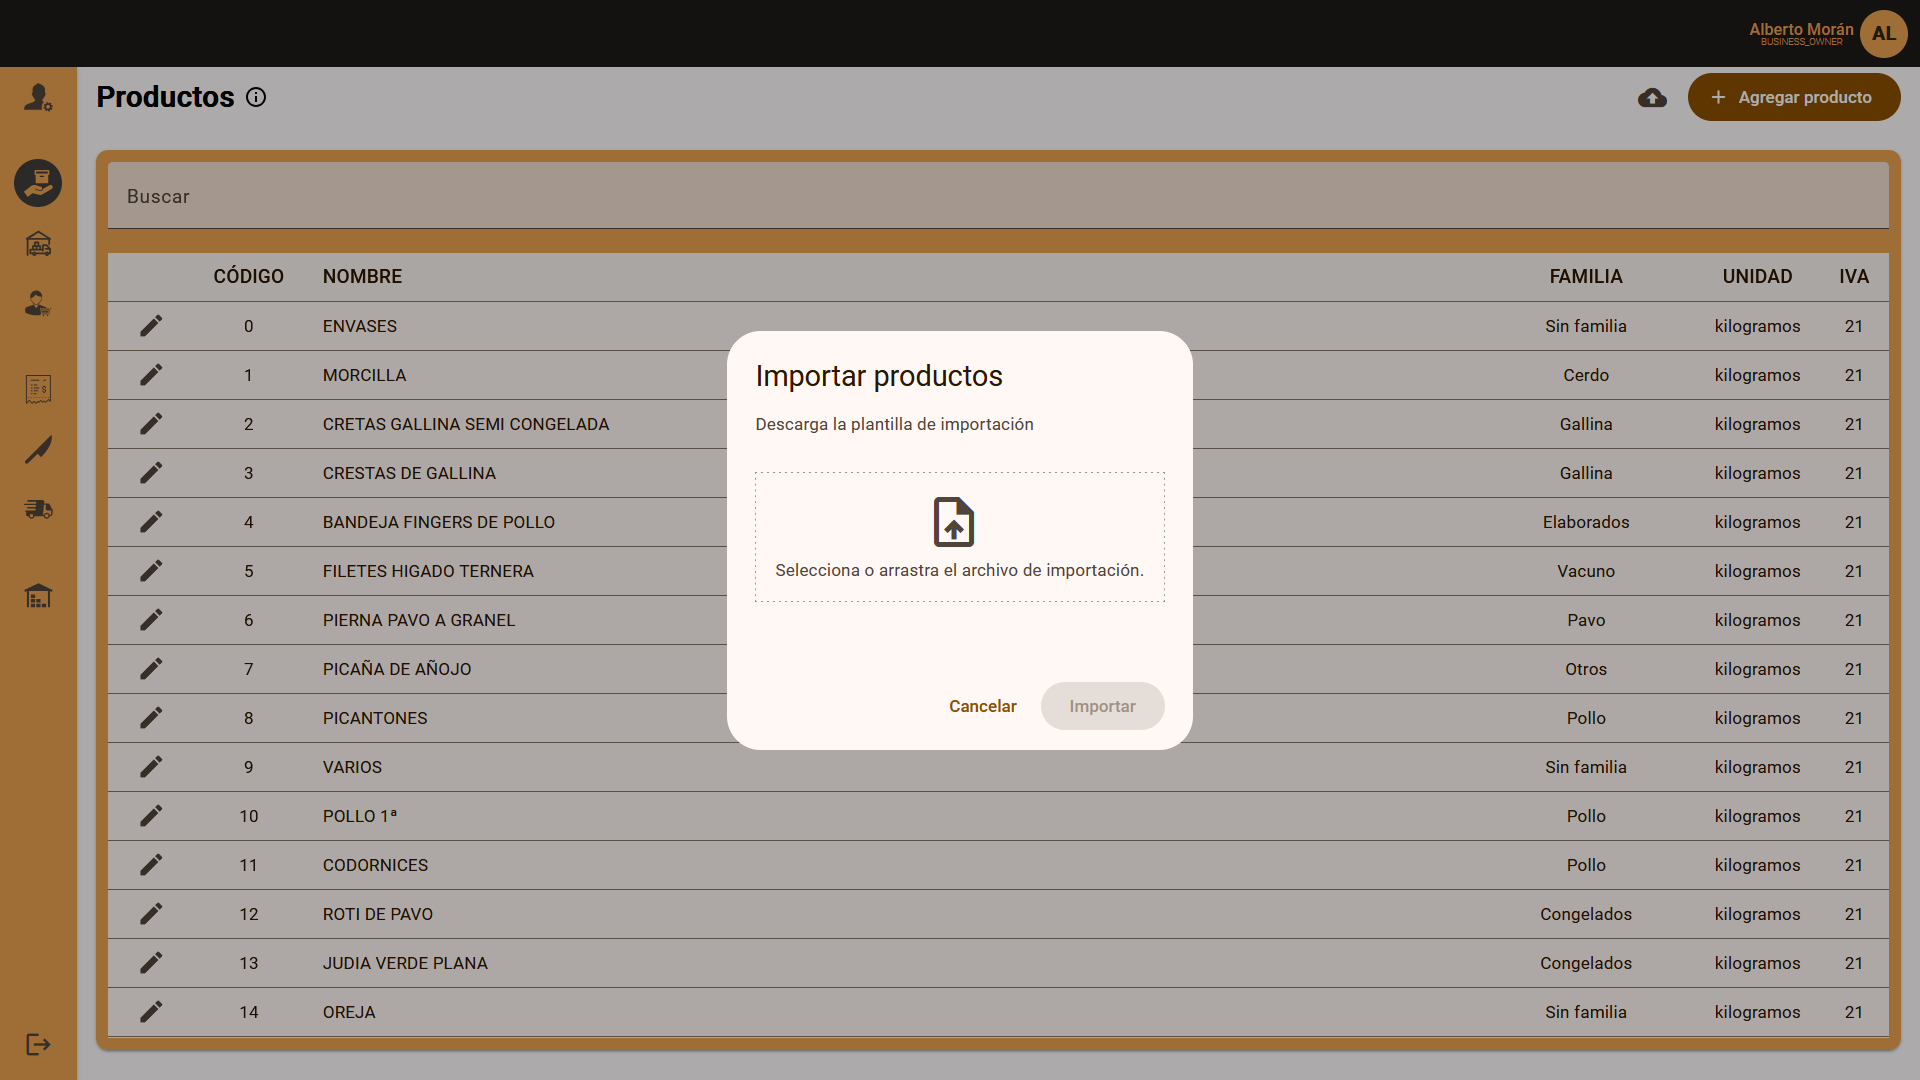 Alberto Morán
BUSINESS_OWNER
AL
Productos
+ Agregar producto
Buscar
CÓDIGO NOMBRE FAMILIA UNIDAD IVA
0 ENVASES Sin familia kilogramos 21
1 MORCILLA Cerdo kilogramos 21
2 CRETAS GALLINA SEMI CONGELADA Gallina kilogramos 21
3 CRESTAS DE GALLINA Gallina kilogramos 21
4 BANDEJA FINGERS DE POLLO Elaborados kilogramos 21
5 FILETES HIGADO TERNERA Vacuno kilogramos 21
6 PIERNA PAVO A GRANEL Pavo kilogramos 21
7 PICAÑA DE AÑOJO Otros kilogramos 21
8 PICANTONES Pollo kilogramos 21
9 VARIOS Sin familia kilogramos 21
10 POLLO 1ª Pollo kilogramos 21
11 CODORNICES Pollo kilogramos 21
12 ROTI DE PAVO Congelados kilogramos 21
13 JUDIA VERDE PLANA Congelados kilogramos 21
14 OREJA Sin familia kilogramos 21
Importar productos
Descarga la plantilla de importación
Selecciona o arrastra el archivo de importación.
Cancelar Importar